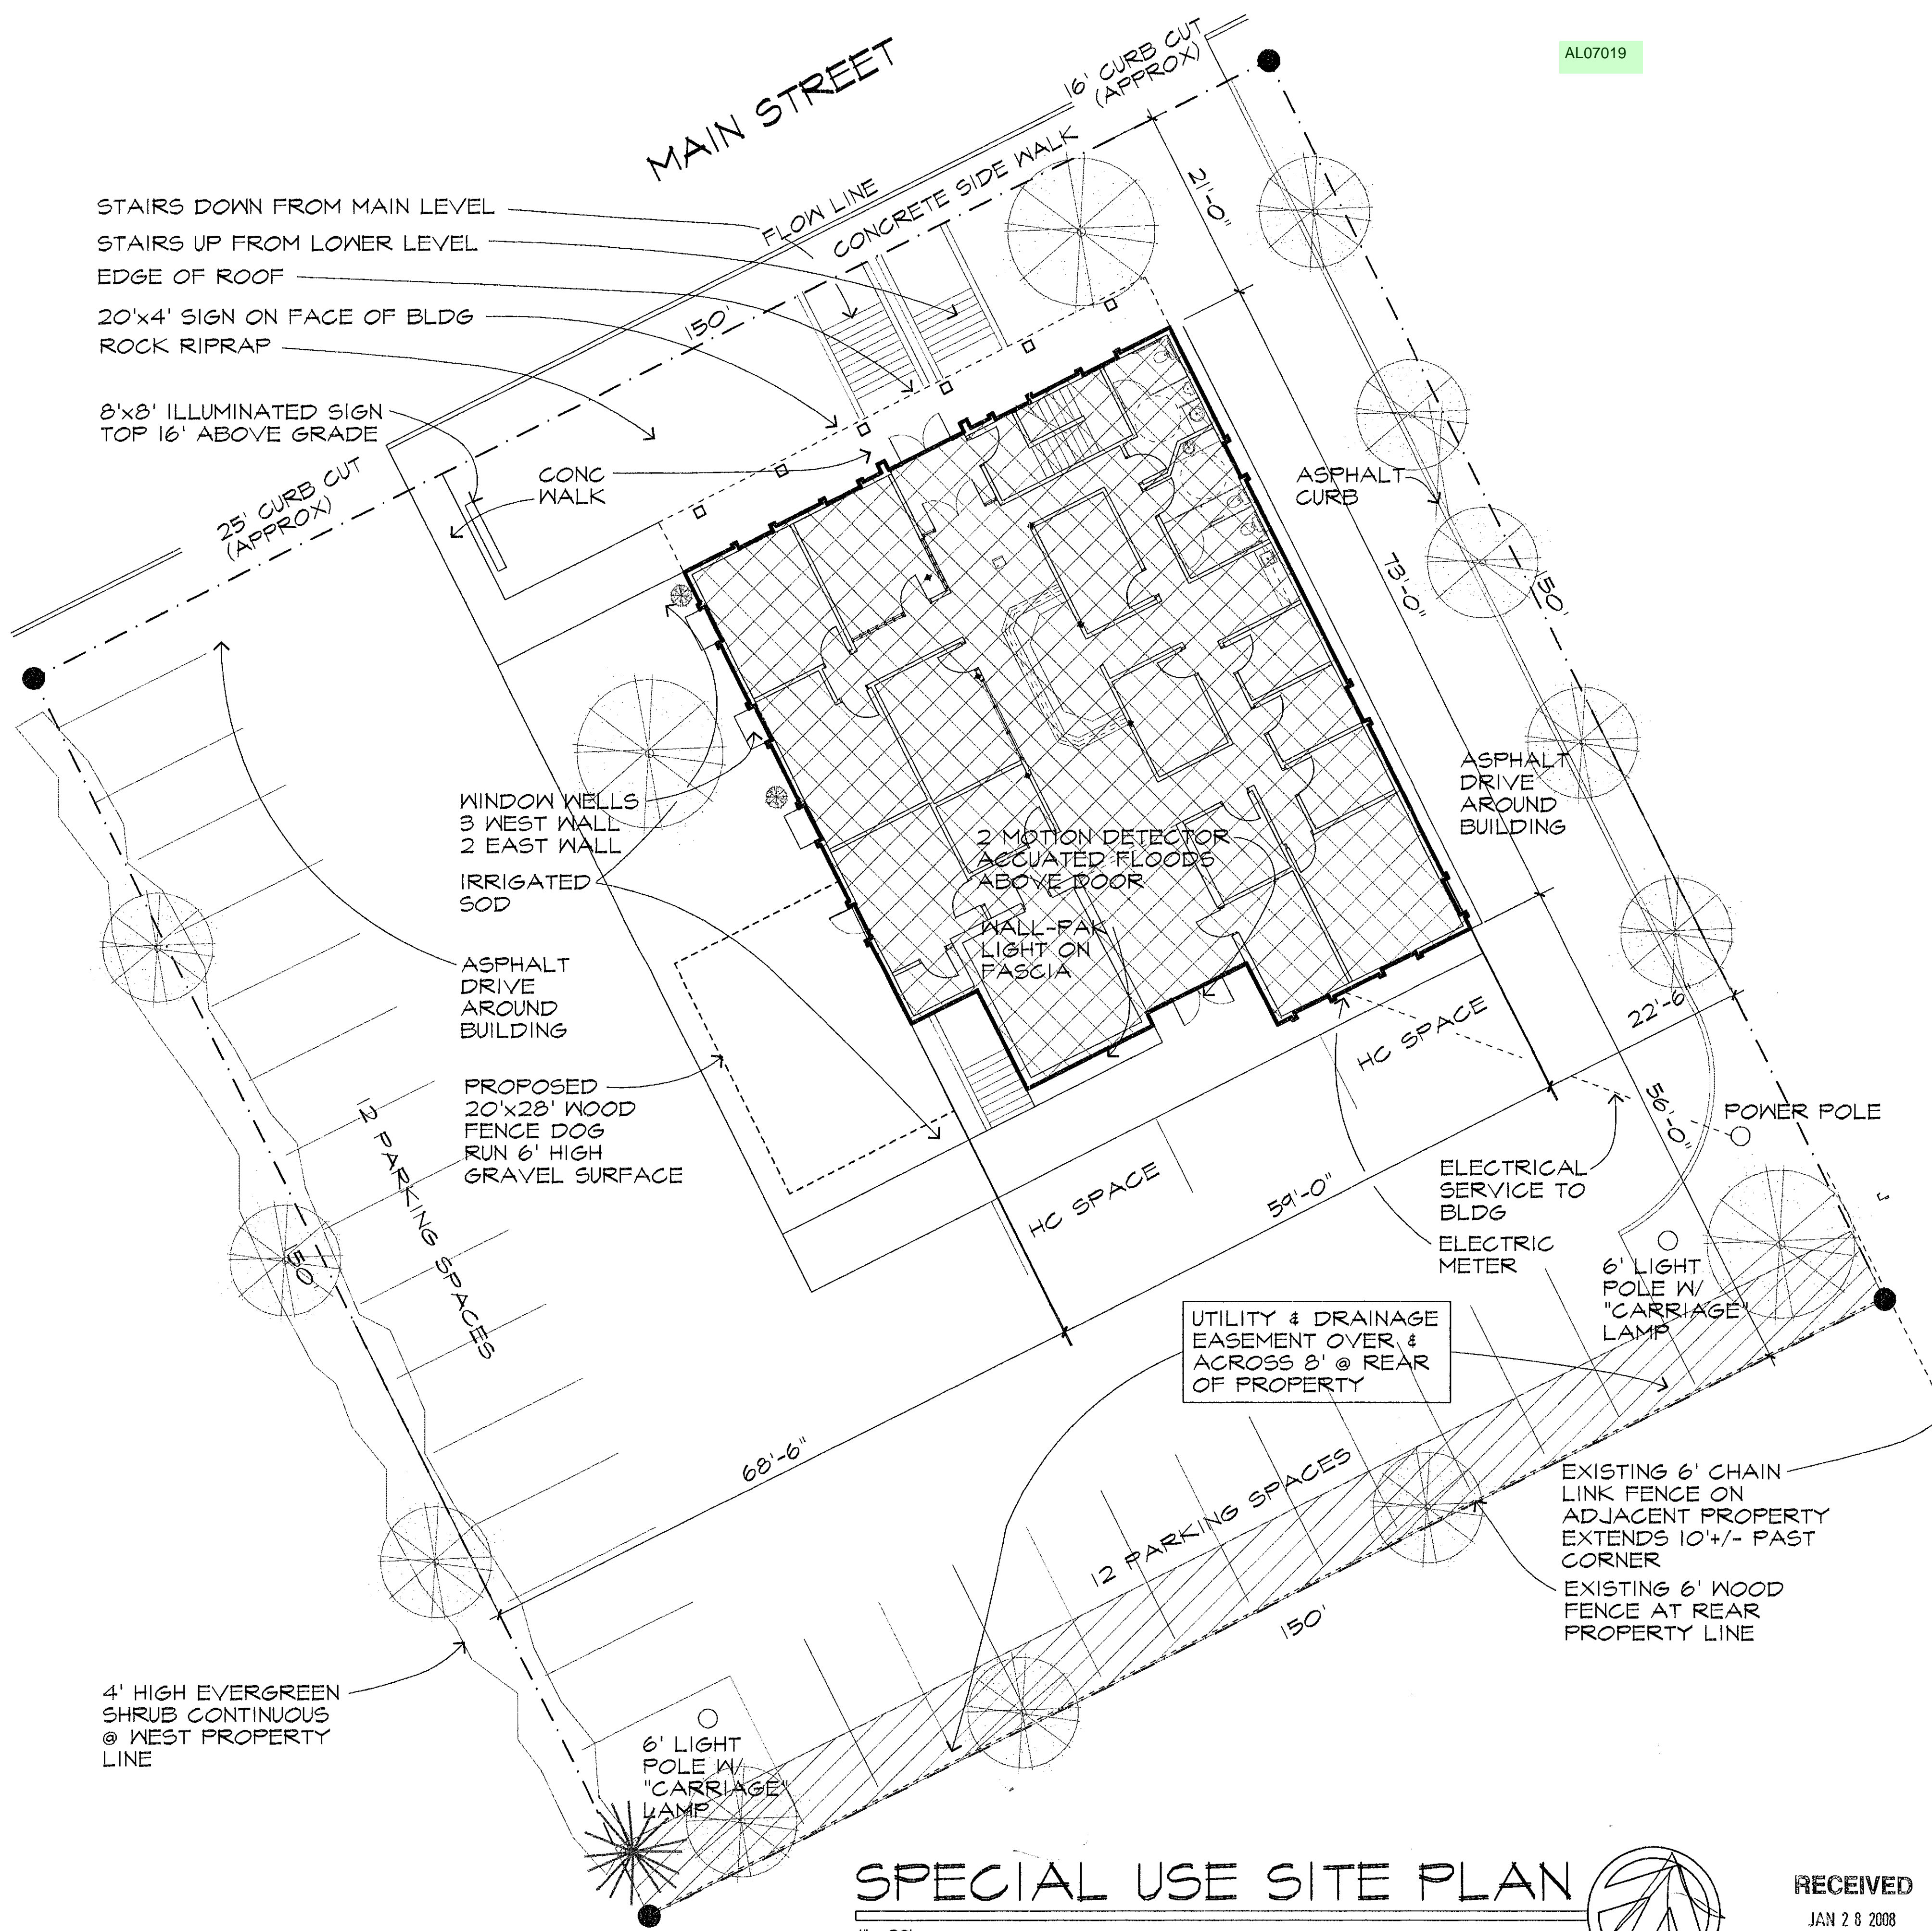 AL07019
MAIN STREET
16' CURB CUT
(APPROX)
FLOW LINE
CONCRETE SIDE WALK
21'-0"
STAIRS DOWN FROM MAIN LEVEL
STAIRS UP FROM LOWER LEVEL
EDGE OF ROOF
20'x4' SIGN ON FACE OF BLDG
ROCK RIPRAP
150'
8'x8' ILLUMINATED SIGN
TOP 16' ABOVE GRADE
25' CURB CUT
(APPROX)
CONC
WALK
ASPHALT
CURB
73'-0"
150'
WINDOW WELLS
3 WEST WALL
2 EAST WALL
IRRIGATED
SOD
2 MOTION DETECTOR
ACCUATED FLOODS
ABOVE DOOR
WALL-PAK
LIGHT ON
FASCIA
ASPHALT
DRIVE
AROUND
BUILDING
ASPHALT
DRIVE
AROUND
BUILDING
PROPOSED
20'x28' WOOD
FENCE DOG
RUN 6' HIGH
GRAVEL SURFACE
12 PARKING SPACES
150'
HC SPACE
HC SPACE
22'-6"
56'-0"
59'-0"
POWER POLE
ELECTRICAL
SERVICE TO
BLDG
ELECTRIC
METER
6' LIGHT
POLE W/
"CARRIAGE"
LAMP
UTILITY & DRAINAGE
EASEMENT OVER &
ACROSS 8' @ REAR
OF PROPERTY
68'-6"
12 PARKING SPACES
150'
EXISTING 6' CHAIN
LINK FENCE ON
ADJACENT PROPERTY
EXTENDS 10'+/- PAST
CORNER
EXISTING 6' WOOD
FENCE AT REAR
PROPERTY LINE
4' HIGH EVERGREEN
SHRUB CONTINUOUS
@ WEST PROPERTY
LINE
6' LIGHT
POLE W/
"CARRIAGE"
LAMP
SPECIAL USE SITE PLAN
RECEIVED
JAN 28 2008